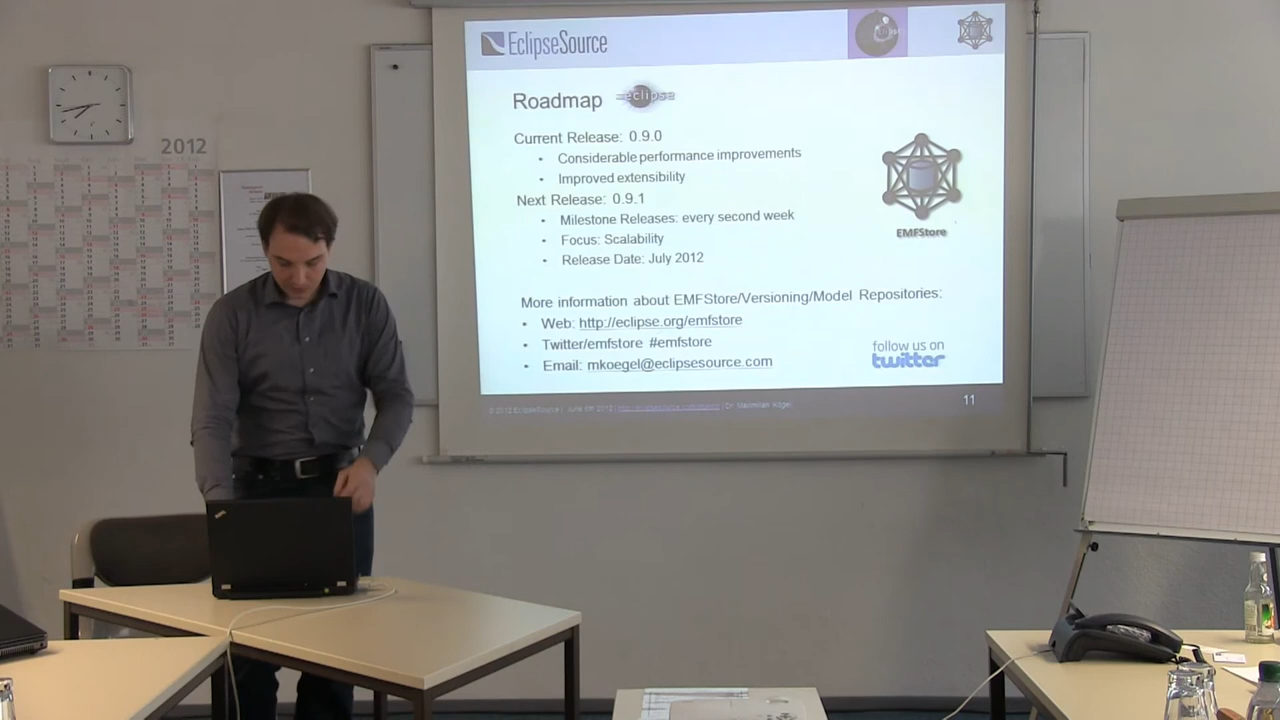 EclipseSource
Roadmap
eclipse
Current Release: 0.9.0
• Considerable performance improvements
• Improved extensibility
Next Release: 0.9.1
• Milestone Releases: every second week
• Focus: Scalability
• Release Date: July 2012
EMFStore
More information about EMFStore/Versioning/Model Repositories:
• Web: http://eclipse.org/emfstore
• Twitter/emfstore #emfstore
• Email: mkoegel@eclipsesource.com
follow us on
twitter
11
2012